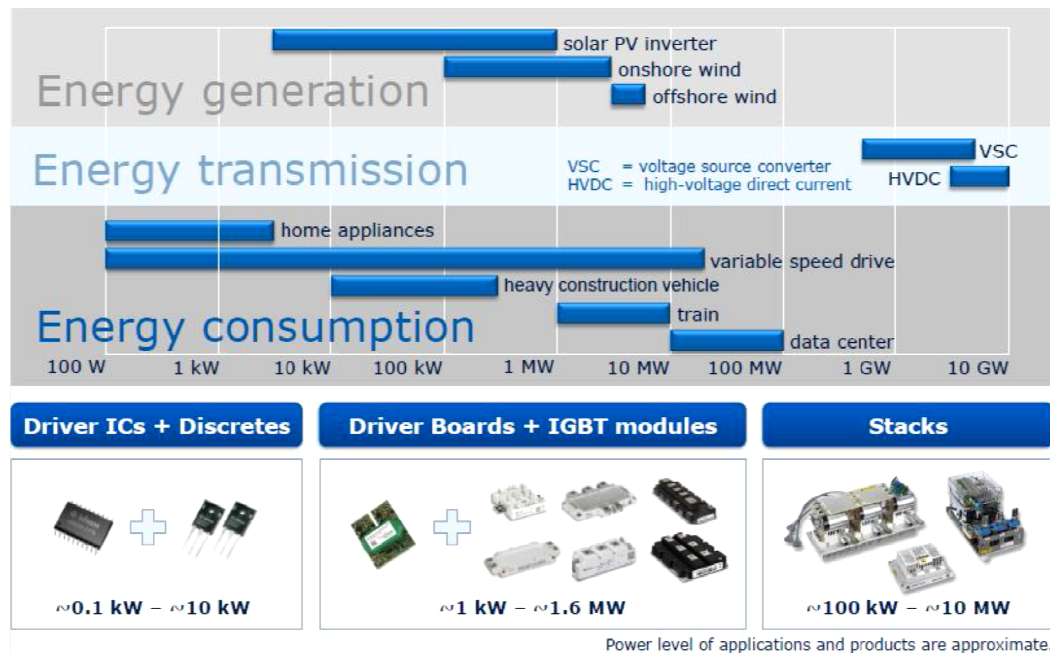 solar PV inverter
onshore wind
Energy generation
offshore wind
Energy transmission
VSC = voltage source converter
HVDC = high-voltage direct current
VSC
HVDC
home appliances
variable speed drive
heavy construction vehicle
Energy consumption
train
data center
100 W 1 kW 10 kW 100 kW 1 MW 10 MW 100 MW 1 GW 10 GW
Driver ICs + Discretes
Driver Boards + IGBT modules
Stacks
~0.1 kW – ~10 kW
~1 kW – ~1.6 MW
~100 kW – ~10 MW
Power level of applications and products are approximate.